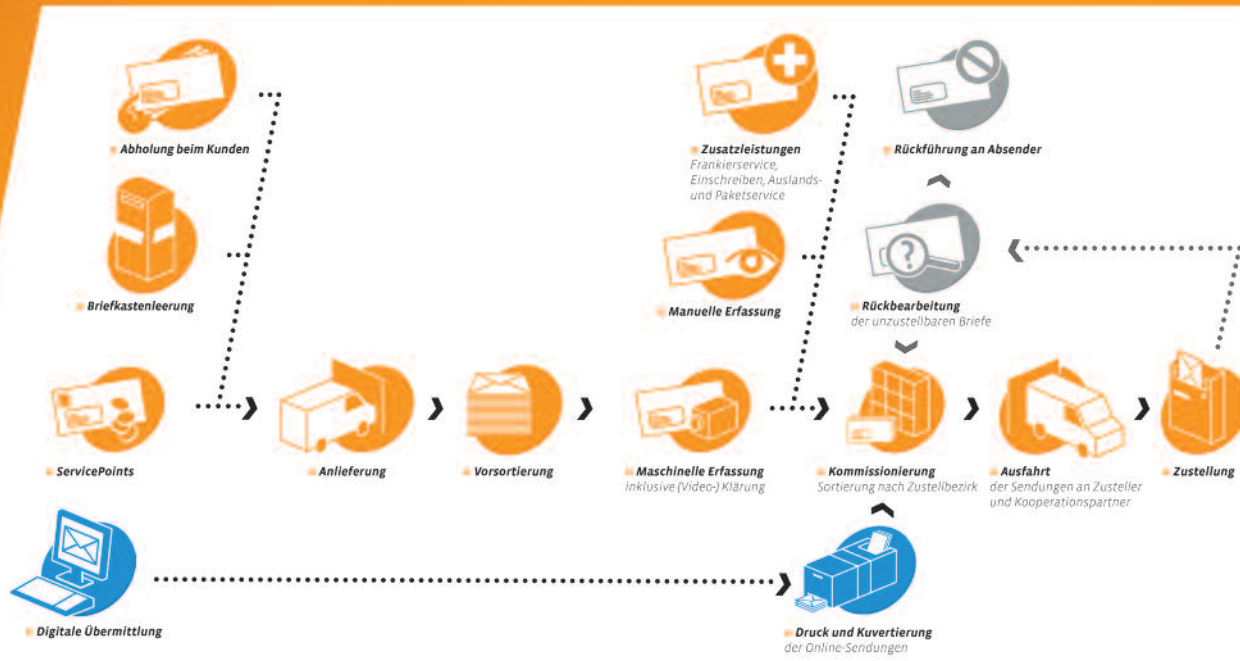 Abholung beim Kunden
Briefkastenleerung
ServicePoints
Anlieferung
Vorsortierung
Zusatzleistungen
Frankierservice,
Einschreiben, Auslands-
und Paketservice
Manuelle Erfassung
Maschinelle Erfassung
inklusive (Video-) Klärung
Rückführung an Absender
?
Rückbearbeitung
der unzustellbaren Briefe
Kommissionierung
Sortierung nach Zustellbezirk
Ausfahrt
der Sendungen an Zusteller
und Kooperationspartner
Zustellung
Digitale Übermittlung
Druck und Kuvertierung
der Online-Sendungen